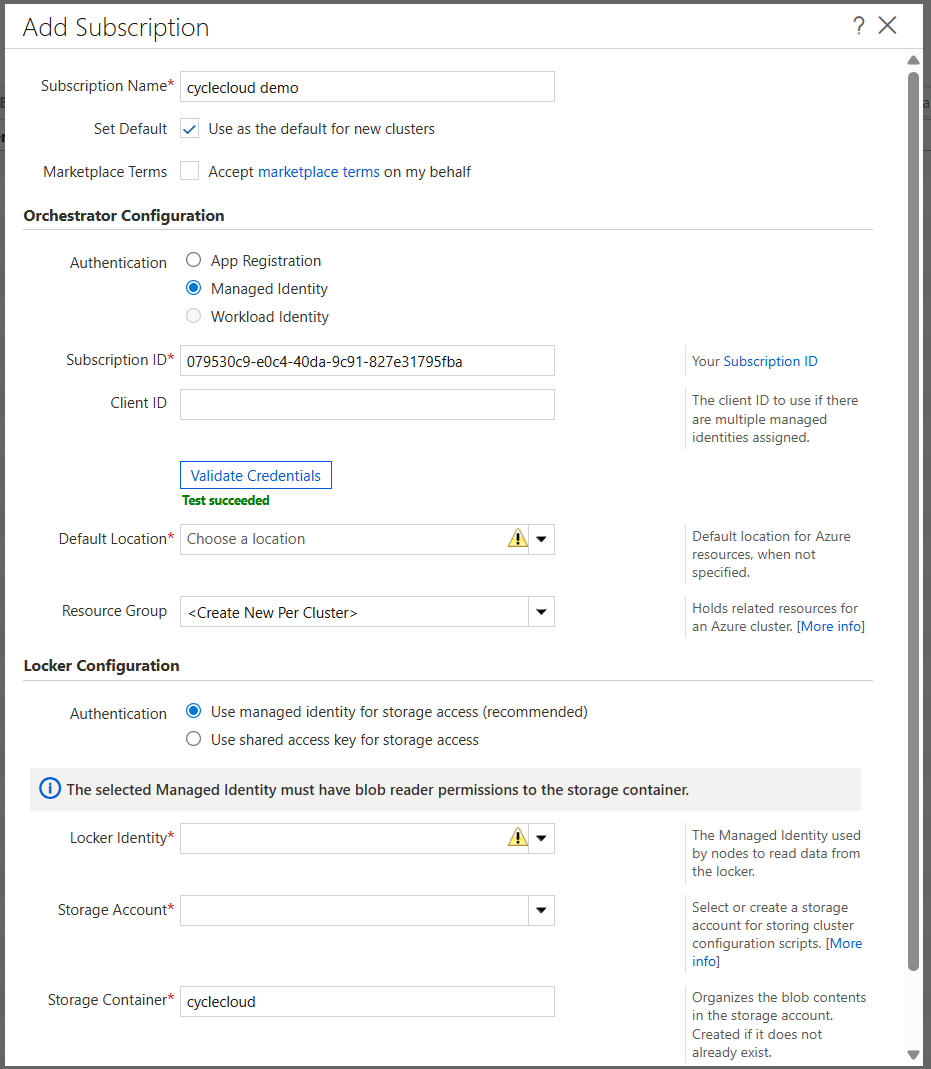 Add Subscription
?
Subscription Name* cyclecloud demo
Set Default Use as the default for new clusters
Marketplace Terms Accept marketplace terms on my behalf
Orchestrator Configuration
Authentication App Registration
Managed Identity
Workload Identity
Subscription ID* 079530c9-e0c4-40da-9c91-827e31795fba Your Subscription ID
Client ID
The client ID to use if there
are multiple managed
identities assigned.
Validate Credentials
Test succeeded
Default Location* Choose a location
Default location for Azure
resources, when not
specified.
Resource Group <Create New Per Cluster>
Holds related resources for
an Azure cluster. [More info]
Locker Configuration
Authentication Use managed identity for storage access (recommended)
Use shared access key for storage access
The selected Managed Identity must have blob reader permissions to the storage container.
Locker Identity*
The Managed Identity used
by nodes to read data from
the locker.
Storage Account*
Select or create a storage
account for storing cluster
configuration scripts. [More
info]
Storage Container* cyclecloud
Organizes the blob contents
in the storage account.
Created if it does not
already exist.